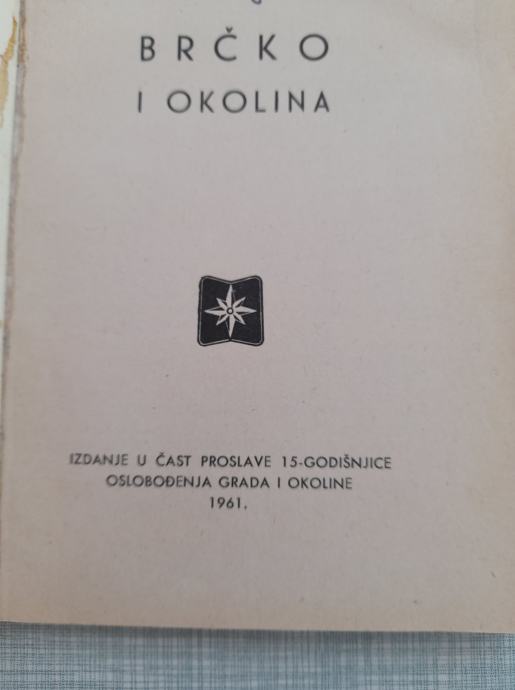 BRČKO
I OKOLINA
IZDANJE U ČAST PROSLAVE 15-GODIŠNJICE
OSLOBOĐENJA GRADA I OKOLINE
1961.